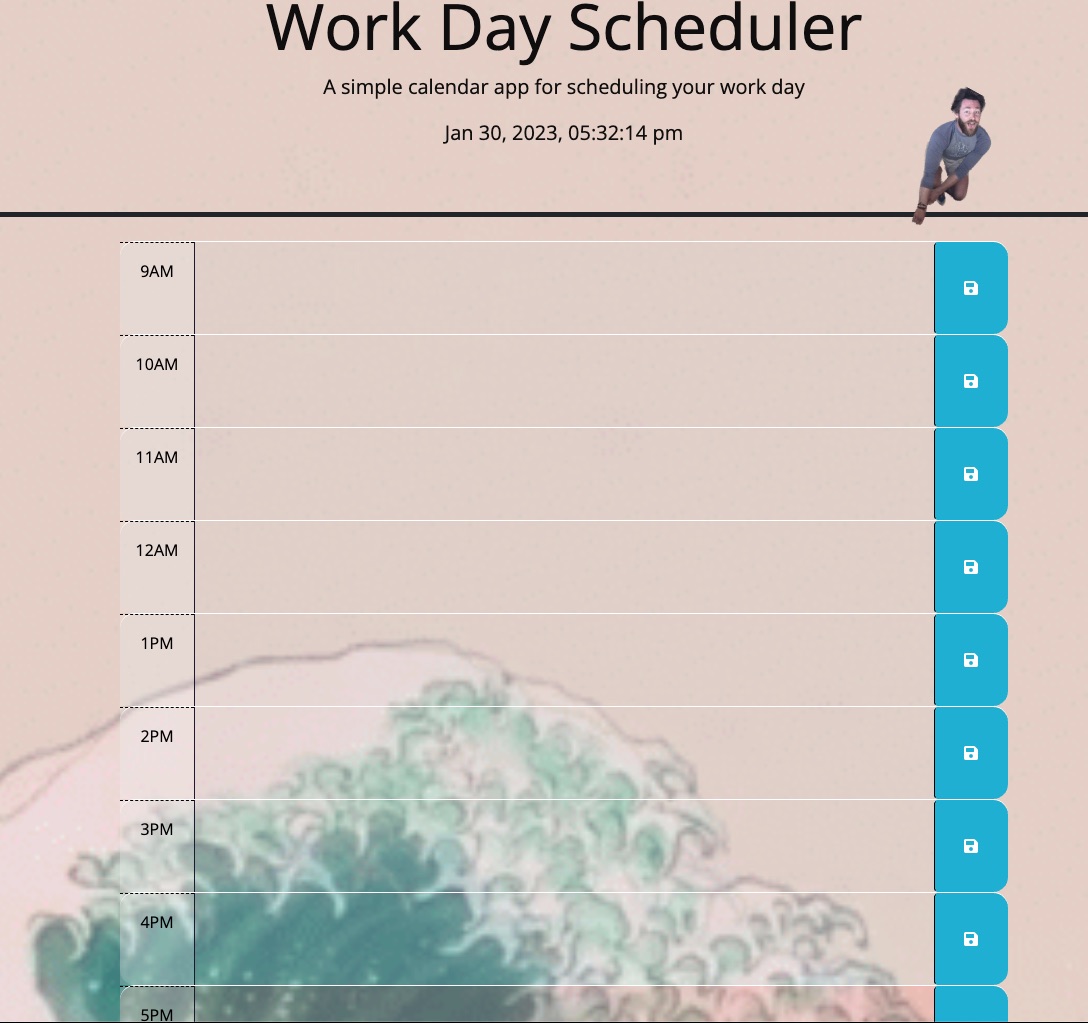 Work Day Scheduler
A simple calendar app for scheduling your work day
Jan 30, 2023, 05:32:14 pm
9AM
10AM
11AM
12AM
1PM
2PM
3PM
4PM
5PM